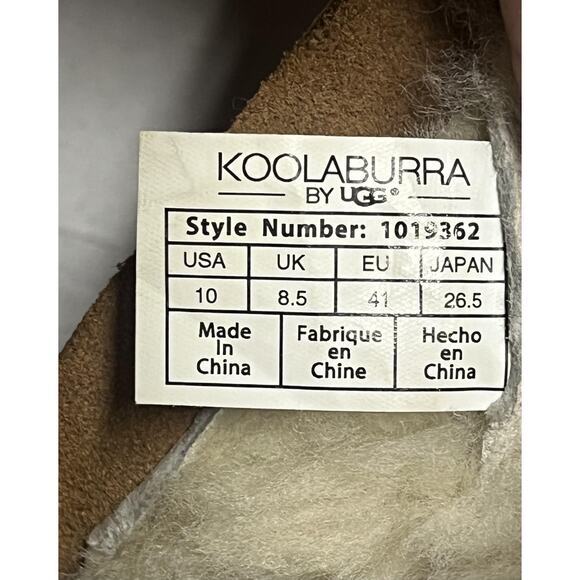 KOOLABURRA
BY UGG®
Style Number: 1019362
USA UK EU JAPAN
10 8.5 41 26.5
Made Fabrique Hecho
In en en
China Chine China